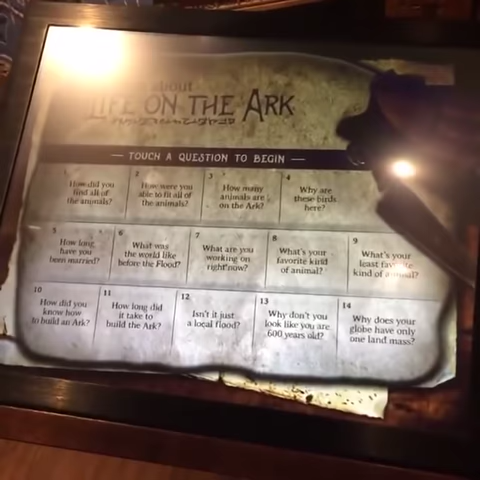 about
LIFE ON THE ARK
— TOUCH A QUESTION TO BEGIN —
1
How did you
find all of
the animals?
2
How were you
able to fit all of
the animals?
3
How many
animals are
on the Ark?
4
Why are
these birds
here?
5
How long
have you
been married?
6
What was
the world like
before the Flood?
7
What are you
working on
right now?
8
What's your
favorite kind
of animal?
9
What's your
least favorite
kind of animal?
10
How did you
know how
to build an Ark?
11
How long did
it take to
build the Ark?
12
Isn't it just
a local flood?
13
Why don't you
look like you are
600 years old?
14
Why does your
globe have only
one land mass?